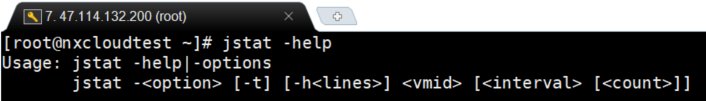 7. 47.114.132.200 (root)
[root@nxcloudtest ~]# jstat -help
Usage: jstat -help|-options
       jstat -<option> [-t] [-h<lines>] <vmid> [<interval> [<count>]]